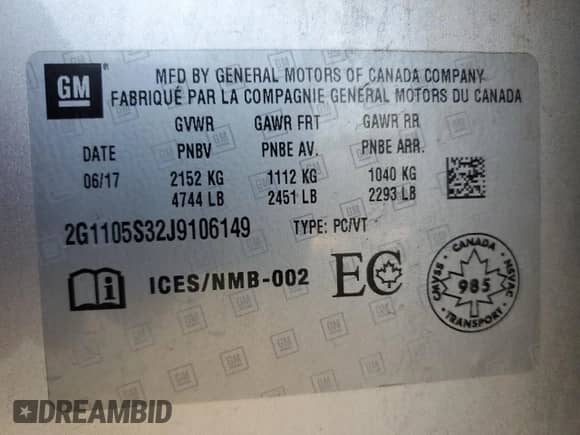 GM
MFD BY GENERAL MOTORS OF CANADA COMPANY
FABRIQUÉ PAR LA COMPAGNIE GENERAL MOTORS DU CANADA
GVWR GAWR FRT GAWR RR
DATE PNBV PNBE AV. PNBE ARR.
06/17 2152 KG 1112 KG 1040 KG
4744 LB 2451 LB 2293 LB
2G1105S32J9106149 TYPE: PC/VT
ICES/NMB-002 EC
CMVSS • CANADA • NSVAC • TRANSPORT •
985
DREAMBID